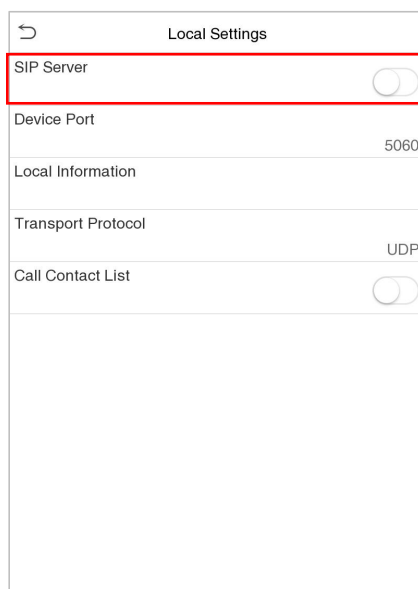 Local Settings
SIP Server
Device Port
5060
Local Information
Transport Protocol
UDP
Call Contact List